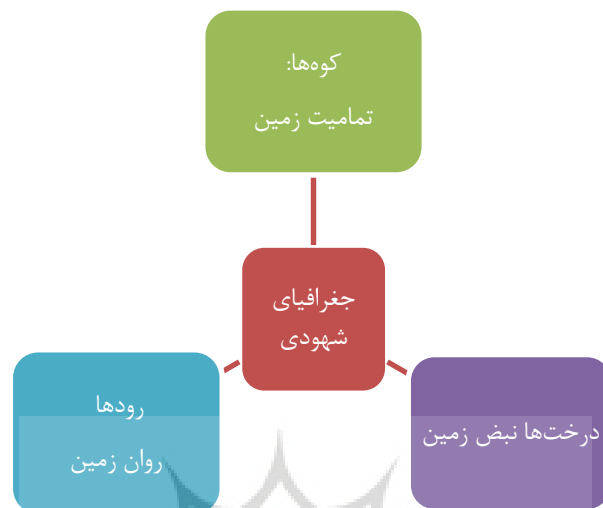 کوه‌ها:
تمامیت زمین
جغرافیای
شهودی
درخت‌ها نبض زمین
رودها
روان زمین